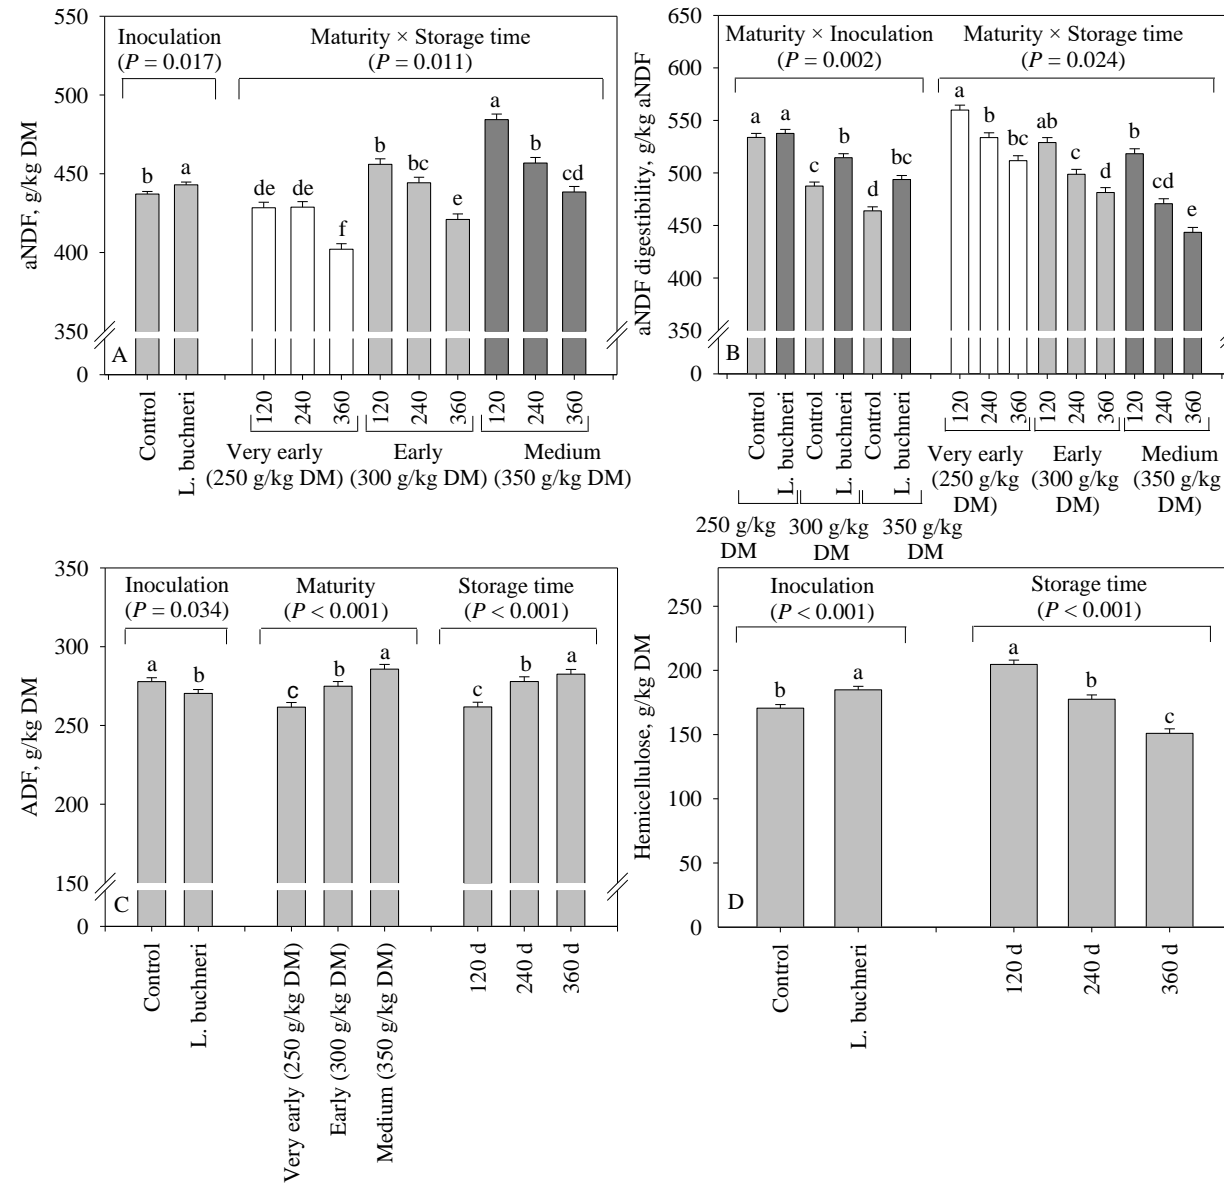 550
500
450
400
350
0
aNDF, g/kg DM
Inoculation
(P = 0.017)
Maturity × Storage time
(P = 0.011)
b
a
de
de
f
b
bc
e
a
b
cd
A
Control
L. buchneri
120
240
360
120
240
360
120
240
360
Very early
(250 g/kg DM)
Early
(300 g/kg DM)
Medium
(350 g/kg DM)
650
600
550
500
450
400
350
0
aNDF digestibility, g/kg aNDF
Maturity × Inoculation
(P = 0.002)
Maturity × Storage time
(P = 0.024)
a
a
c
b
d
bc
a
b
bc
ab
c
d
b
cd
e
B
Control
L. buchneri
Control
L. buchneri
Control
L. buchneri
250 g/kg
DM
300 g/kg
DM
350 g/kg
DM
120
240
360
120
240
360
120
240
360
Very early
(250 g/kg
DM)
Early
(300 g/kg
DM)
Medium
(350 g/kg
DM)
350
300
250
200
150
0
ADF, g/kg DM
Inoculation
(P = 0.034)
Maturity
(P < 0.001)
Storage time
(P < 0.001)
a
b
c
b
a
c
b
a
C
Control
L. buchneri
Very early (250 g/kg DM)
Early (300 g/kg DM)
Medium (350 g/kg DM)
120 d
240 d
360 d
250
200
150
100
50
0
Hemicellulose, g/kg DM
Inoculation
(P < 0.001)
Storage time
(P < 0.001)
b
a
a
b
c
D
Control
L. buchneri
120 d
240 d
360 d